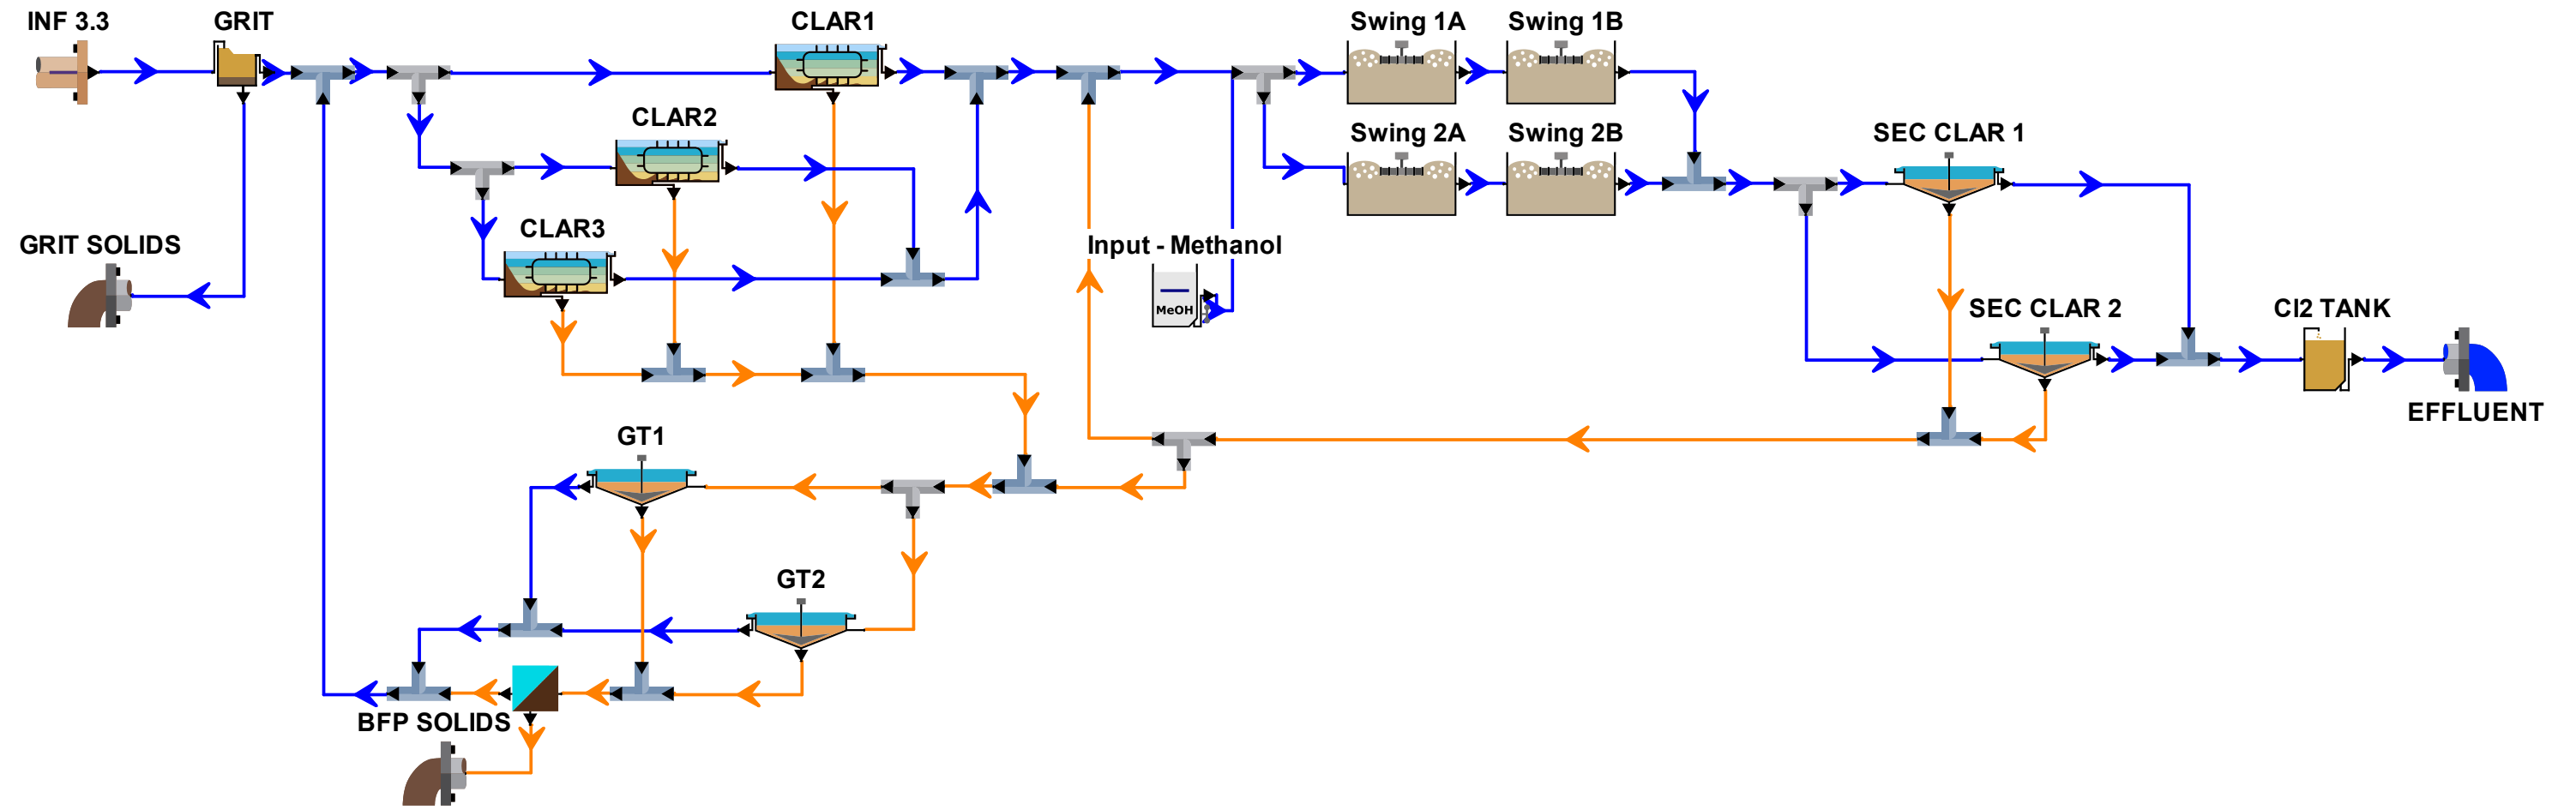 INF 3.3
GRIT
CLAR1
Swing 1A
Swing 1B
CLAR2
Swing 2A
Swing 2B
SEC CLAR 1
CLAR3
GRIT SOLIDS
Input - Methanol
MeOH
SEC CLAR 2
Cl2 TANK
EFFLUENT
GT1
GT2
BFP SOLIDS